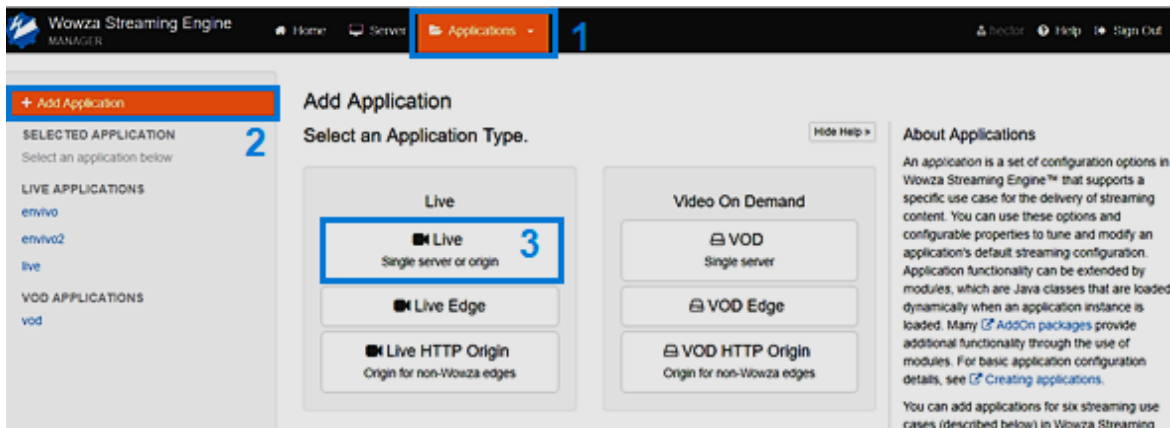 Wowza Streaming Engine
MANAGER
Home
Server
Applications
1
hector
Help
Sign Out
+ Add Application
2
SELECTED APPLICATION
Select an application below
LIVE APPLICATIONS
envivo
envivo2
live
VOD APPLICATIONS
vod
Add Application
Select an Application Type.
Hide Help »
Live
Live
Single server or origin
3
Live Edge
Live HTTP Origin
Origin for non-Wowza edges
Video On Demand
VOD
Single server
VOD Edge
VOD HTTP Origin
Origin for non-Wowza edges
About Applications
An application is a set of configuration options in
Wowza Streaming Engine™ that supports a
specific use case for the delivery of streaming
content. You can use these options and
configurable properties to tune and modify an
application's default streaming configuration.
Application functionality can be extended by
modules, which are Java classes that are loaded
dynamically when an application instance is
loaded. Many AddOn packages provide
additional functionality through the use of
modules. For basic application configuration
details, see Creating applications.
You can add applications for six streaming use
cases (described below) in Wowza Streaming